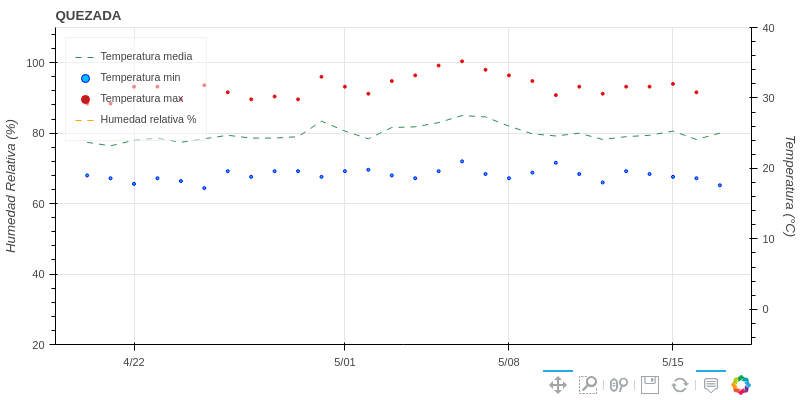 QUEZADA
Temperatura media
Temperatura min
Temperatura max
Humedad relativa %
Humedad Relativa (%)
100
80
60
40
20
Temperatura (°C)
40
30
20
10
0
4/22
5/01
5/08
5/15